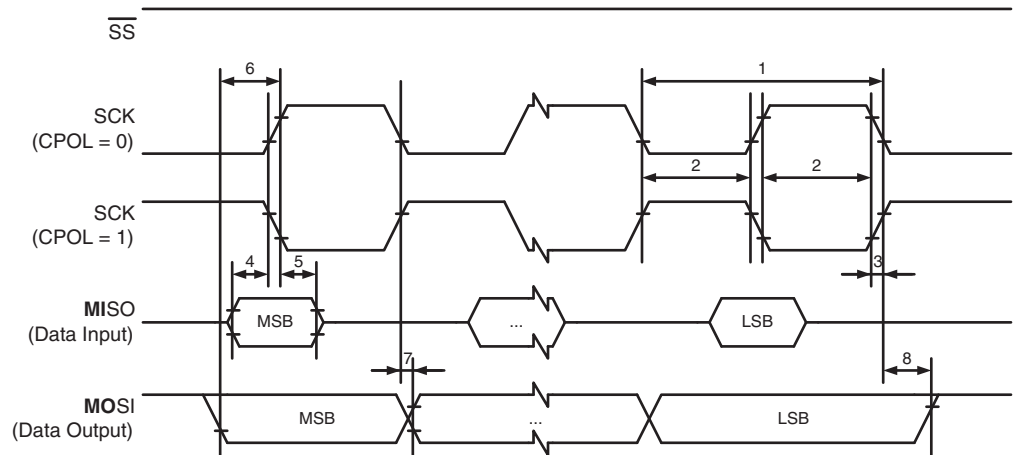 SS
6
1
SCK
(CPOL = 0)
2
2
SCK
(CPOL = 1)
4
5
3
MISO
(Data Input)
MSB
...
LSB
7
8
MOSI
(Data Output)
MSB
...
LSB